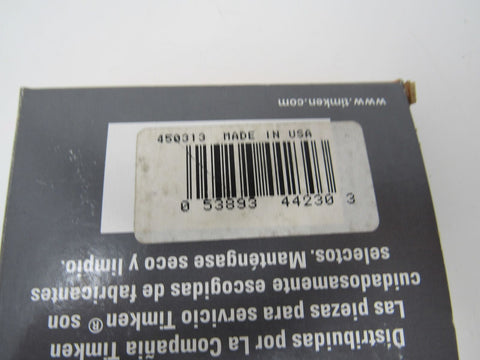 450313 MADE IN USA
0 53893 44230 3
Distribuidas por La Compañia Timken
Las piezas para servicio Timken® son
cuidadosamente escogidas de fabricantes
selectos. Manténgase seco y limpio.
www.timken.com